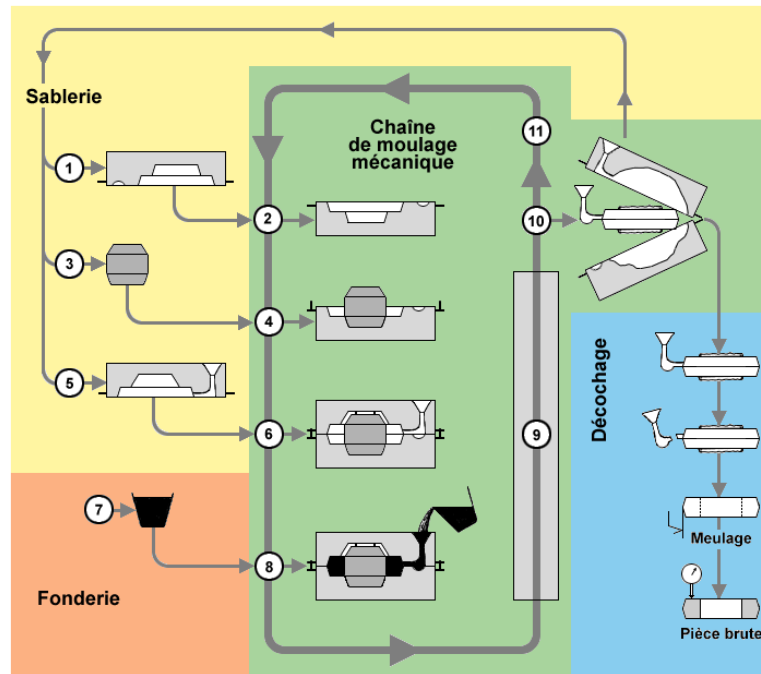 Sablerie
Chaîne
de moulage
mécanique
11
1
2
10
3
4
5
6
9
Décochage
7
8
Fonderie
Meulage
Pièce brute